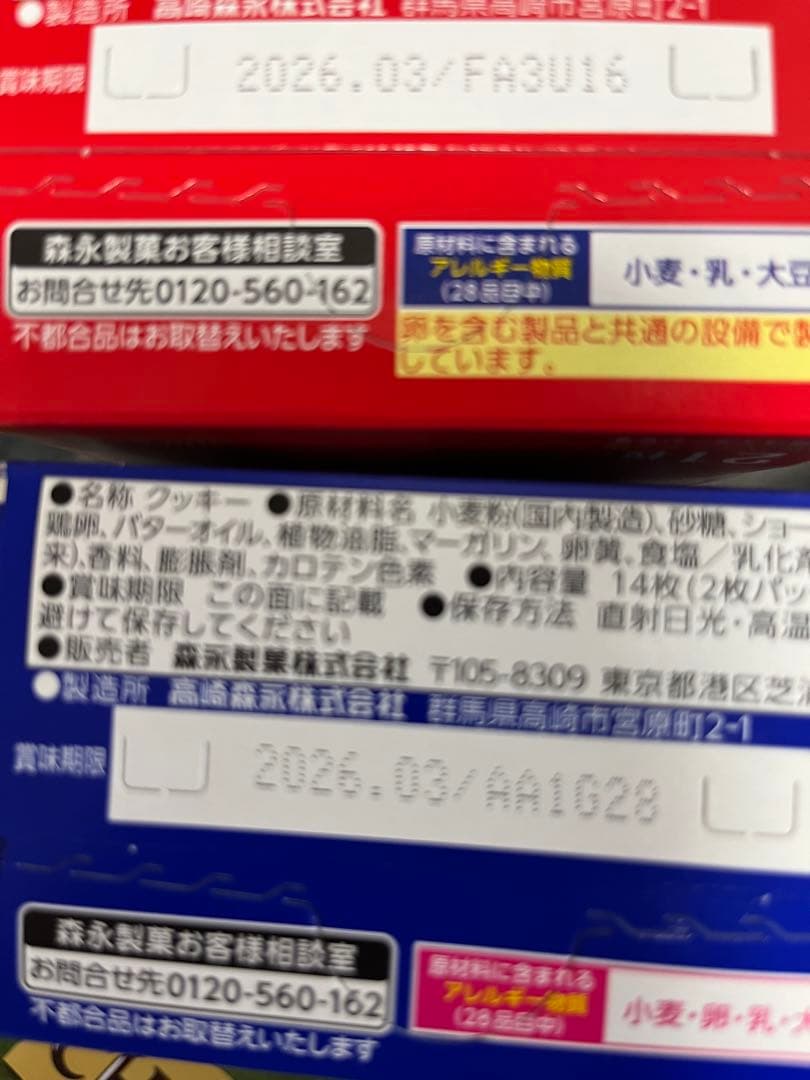 ●製造所 高崎森永株式会社 群馬県高崎市宮原町2-1
賞味期限
2026.03/FA3U16
森永製菓お客様相談室
お問合せ先0120-560-162
不都合品はお取替えいたします
原材料に含まれる
アレルギー物質
(28品目中)
小麦・乳・大豆
卵を含む製品と共通の設備で製
しています。
●名称 クッキー ●原材料名 小麦粉(国内製造)、砂糖、ショー
鶏卵、バターオイル、植物油脂、マーガリン、卵黄、食塩/乳化剤
来)、香料、膨脹剤、カロテン色素 ●内容量 14枚(2枚パッ
●賞味期限 この面に記載 ●保存方法 直射日光・高温
避けて保存してください
●販売者 森永製菓株式会社 〒105-8309 東京都港区芝浦
●製造所 高崎森永株式会社 群馬県高崎市宮原町2-1
賞味期限
2026.03/AA1G28
森永製菓お客様相談室
お問合せ先0120-560-162
不都合品はお取替えいたします
原材料に含まれる
アレルギー物質
(28品目中)
小麦・卵・乳・大